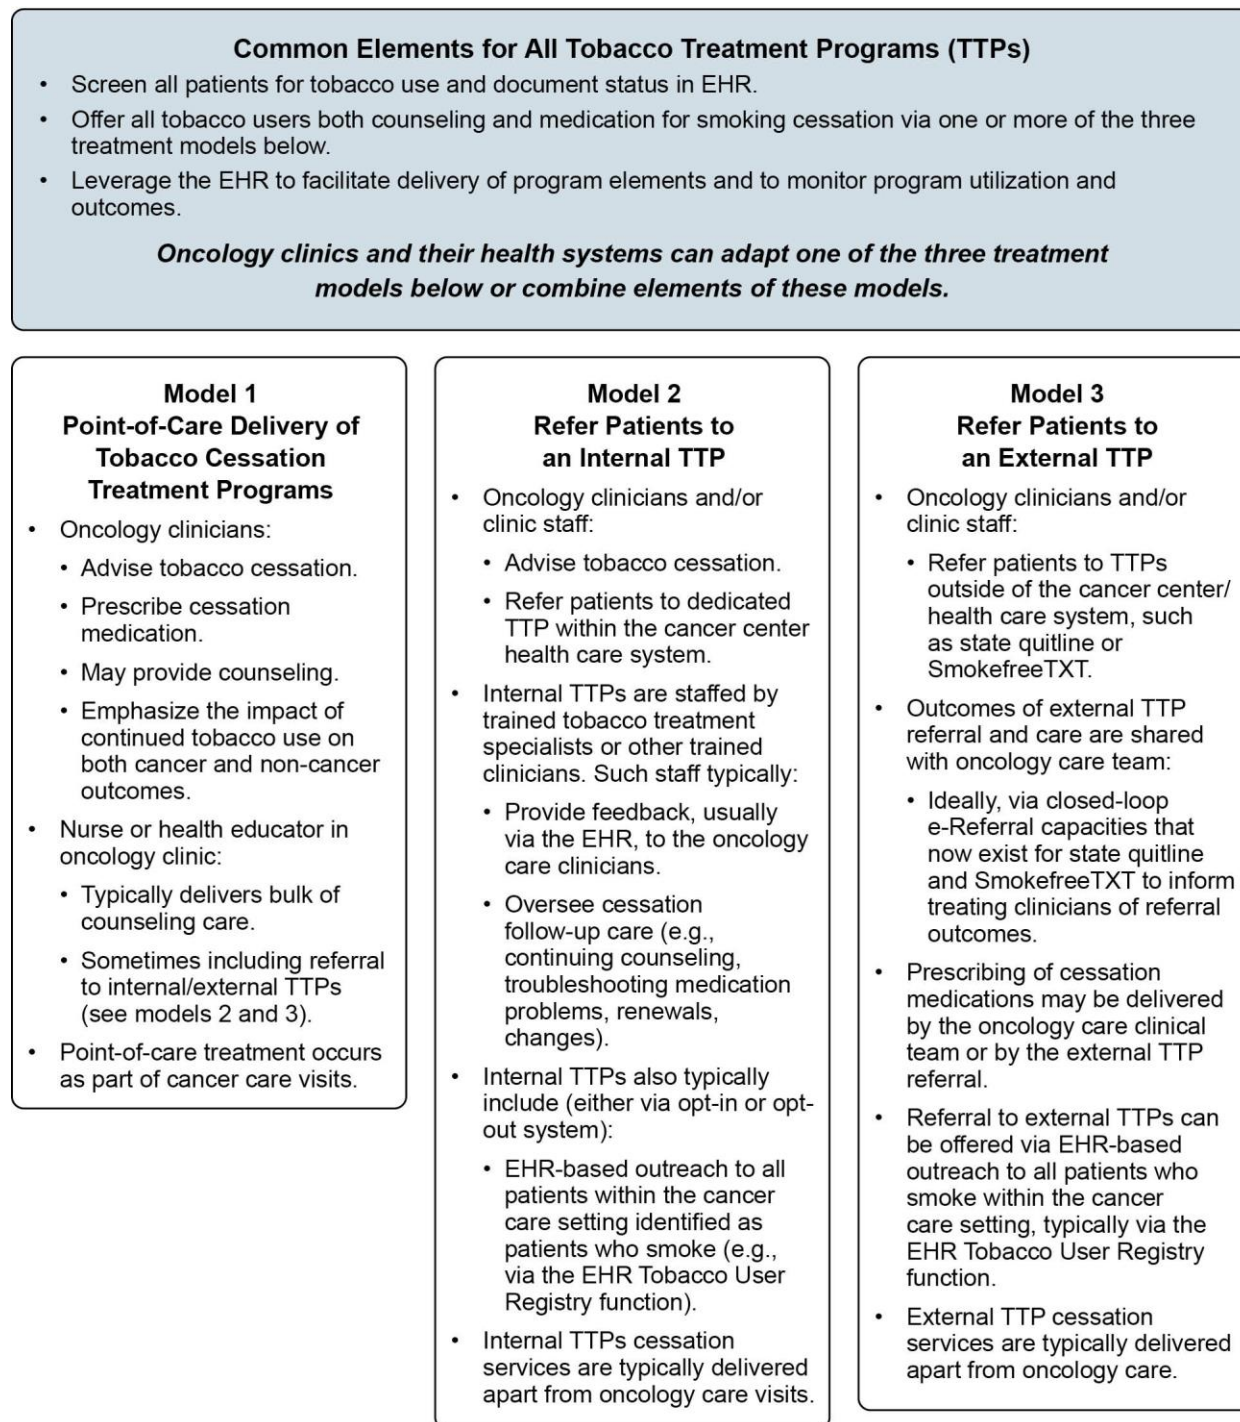 Common Elements for All Tobacco Treatment Programs (TTPs)
• Screen all patients for tobacco use and document status in EHR.
• Offer all tobacco users both counseling and medication for smoking cessation via one or more of the three
treatment models below.
• Leverage the EHR to facilitate delivery of program elements and to monitor program utilization and
outcomes.
Oncology clinics and their health systems can adapt one of the three treatment
models below or combine elements of these models.
Model 1
Point-of-Care Delivery of
Tobacco Cessation
Treatment Programs
• Oncology clinicians:
• Advise tobacco cessation.
• Prescribe cessation
medication.
• May provide counseling.
• Emphasize the impact of
continued tobacco use on
both cancer and non-cancer
outcomes.
• Nurse or health educator in
oncology clinic:
• Typically delivers bulk of
counseling care.
• Sometimes including referral
to internal/external TTPs
(see models 2 and 3).
• Point-of-care treatment occurs
as part of cancer care visits.
Model 2
Refer Patients to
an Internal TTP
• Oncology clinicians and/or
clinic staff:
• Advise tobacco cessation.
• Refer patients to dedicated
TTP within the cancer center
health care system.
• Internal TTPs are staffed by
trained tobacco treatment
specialists or other trained
clinicians. Such staff typically:
• Provide feedback, usually
via the EHR, to the oncology
care clinicians.
• Oversee cessation
follow-up care (e.g.,
continuing counseling,
troubleshooting medication
problems, renewals,
changes).
• Internal TTPs also typically
include (either via opt-in or opt-
out system):
• EHR-based outreach to all
patients within the cancer
care setting identified as
patients who smoke (e.g.,
via the EHR Tobacco User
Registry function).
• Internal TTPs cessation
services are typically delivered
apart from oncology care visits.
Model 3
Refer Patients to
an External TTP
• Oncology clinicians and/or
clinic staff:
• Refer patients to TTPs
outside of the cancer center/
health care system, such
as state quitline or
SmokefreeTXT.
• Outcomes of external TTP
referral and care are shared
with oncology care team:
• Ideally, via closed-loop
e-Referral capacities that
now exist for state quitline
and SmokefreeTXT to inform
treating clinicians of referral
outcomes.
• Prescribing of cessation
medications may be delivered
by the oncology care clinical
team or by the external TTP
referral.
• Referral to external TTPs can
be offered via EHR-based
outreach to all patients who
smoke within the cancer
care setting, typically via the
EHR Tobacco User Registry
function.
• External TTP cessation
services are typically delivered
apart from oncology care.